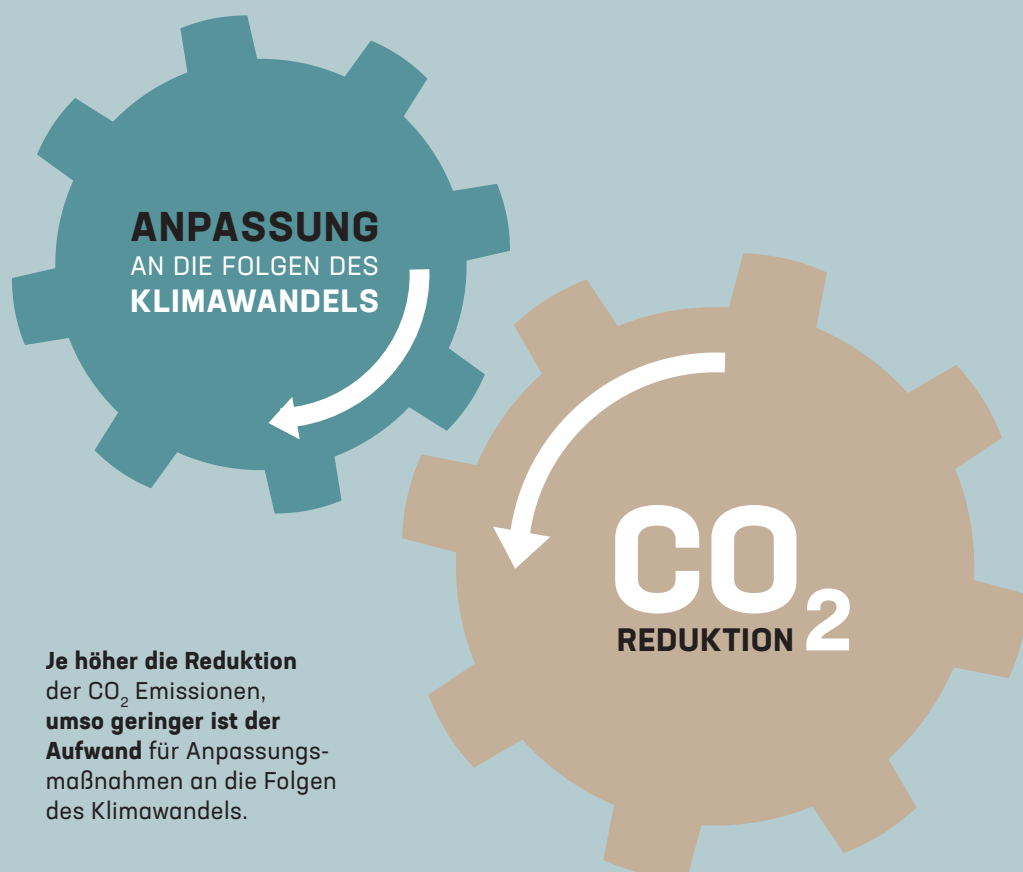 ANPASSUNG
AN DIE FOLGEN DES
KLIMAWANDELS
CO₂
REDUKTION
Je höher die Reduktion
der CO₂ Emissionen,
umso geringer ist der
Aufwand für Anpassungs-
maßnahmen an die Folgen
des Klimawandels.